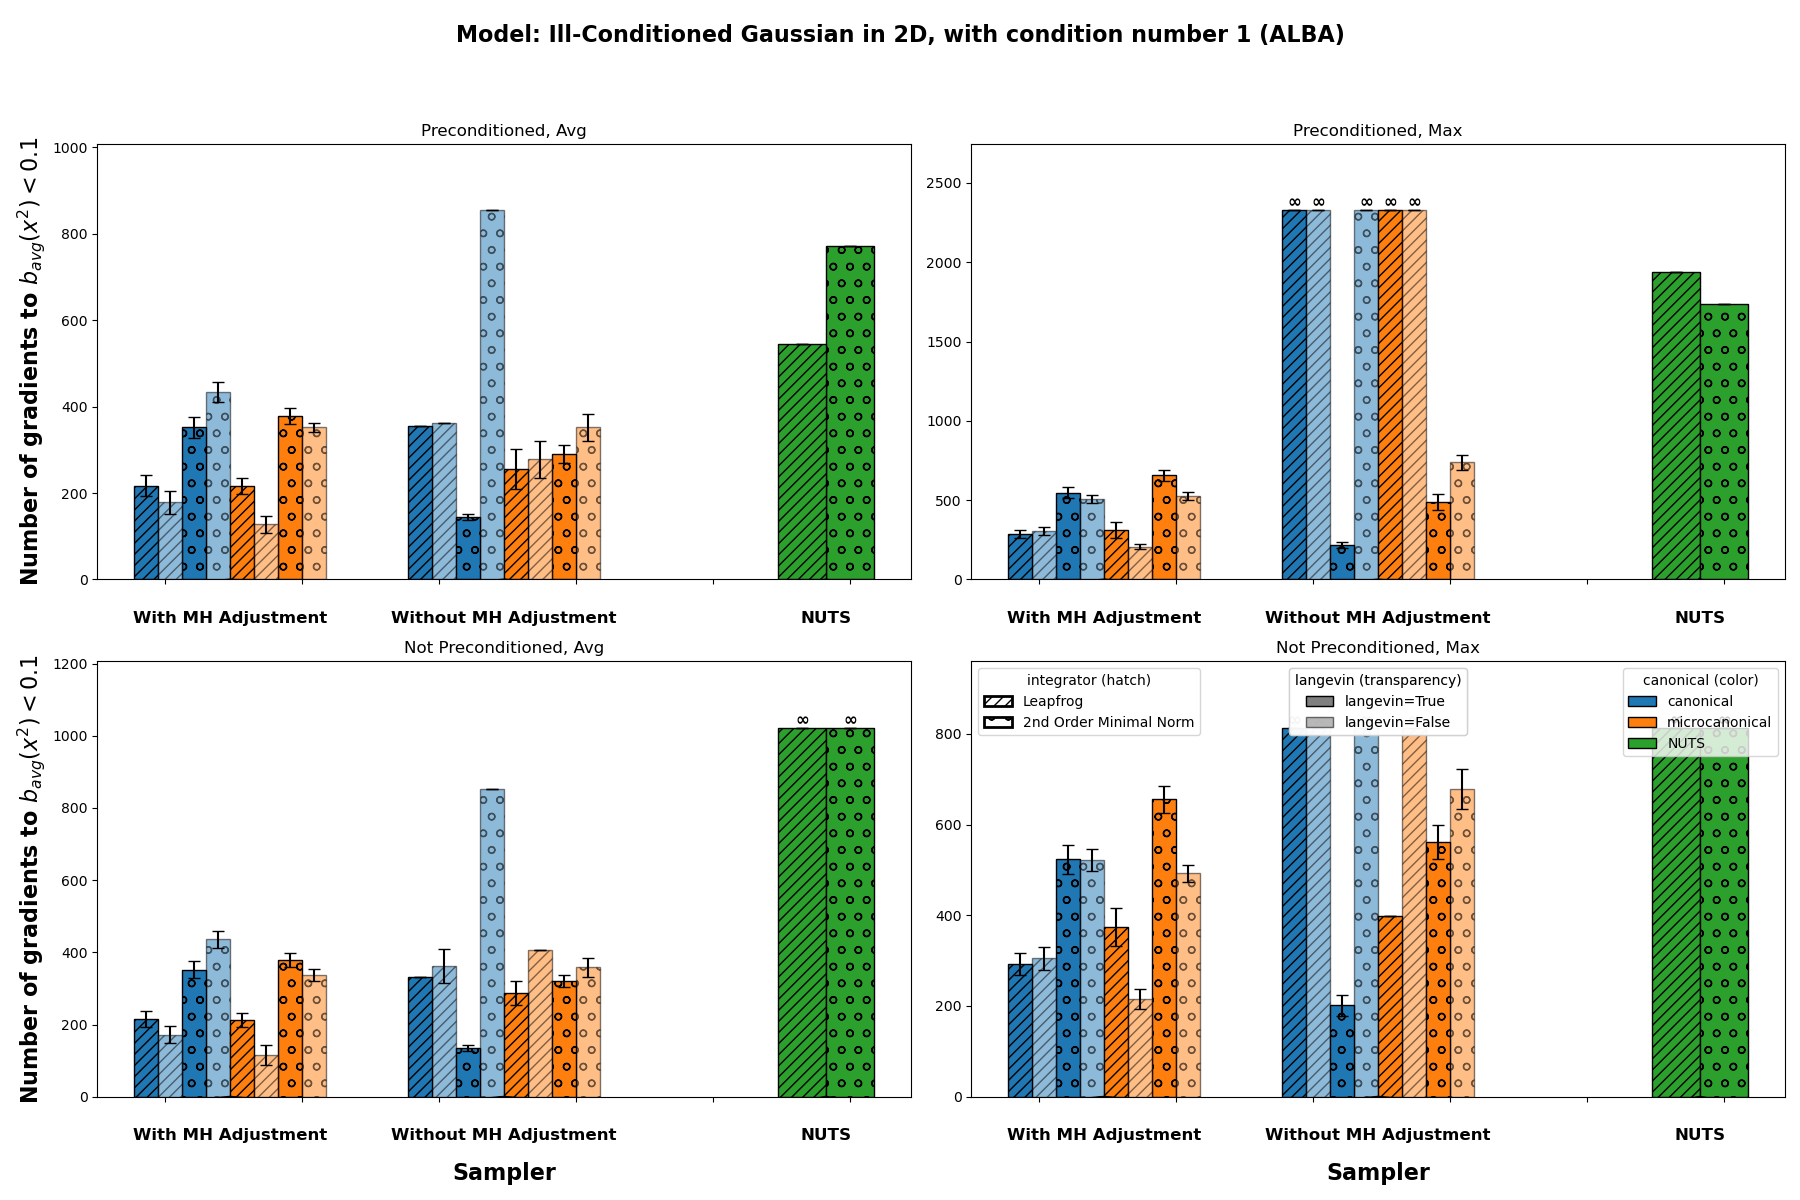 Model: Ill-Conditioned Gaussian in 2D, with condition number 1 (ALBA)
Preconditioned, Avg
Number of gradients to b_avg(x²) < 0.1
1000
800
600
400
200
0
With MH Adjustment
Without MH Adjustment
NUTS
Preconditioned, Max
2500
2000
1500
1000
500
0
∞ ∞ ∞ ∞ ∞
With MH Adjustment
Without MH Adjustment
NUTS
Not Preconditioned, Avg
Number of gradients to b_avg(x²) < 0.1
1200
1000
800
600
400
200
0
∞ ∞
With MH Adjustment
Without MH Adjustment
NUTS
Sampler
Not Preconditioned, Max
800
600
400
200
0
integrator (hatch)
Leapfrog
2nd Order Minimal Norm
langevin (transparency)
langevin=True
langevin=False
canonical (color)
canonical
microcanonical
NUTS
With MH Adjustment
Without MH Adjustment
NUTS
Sampler